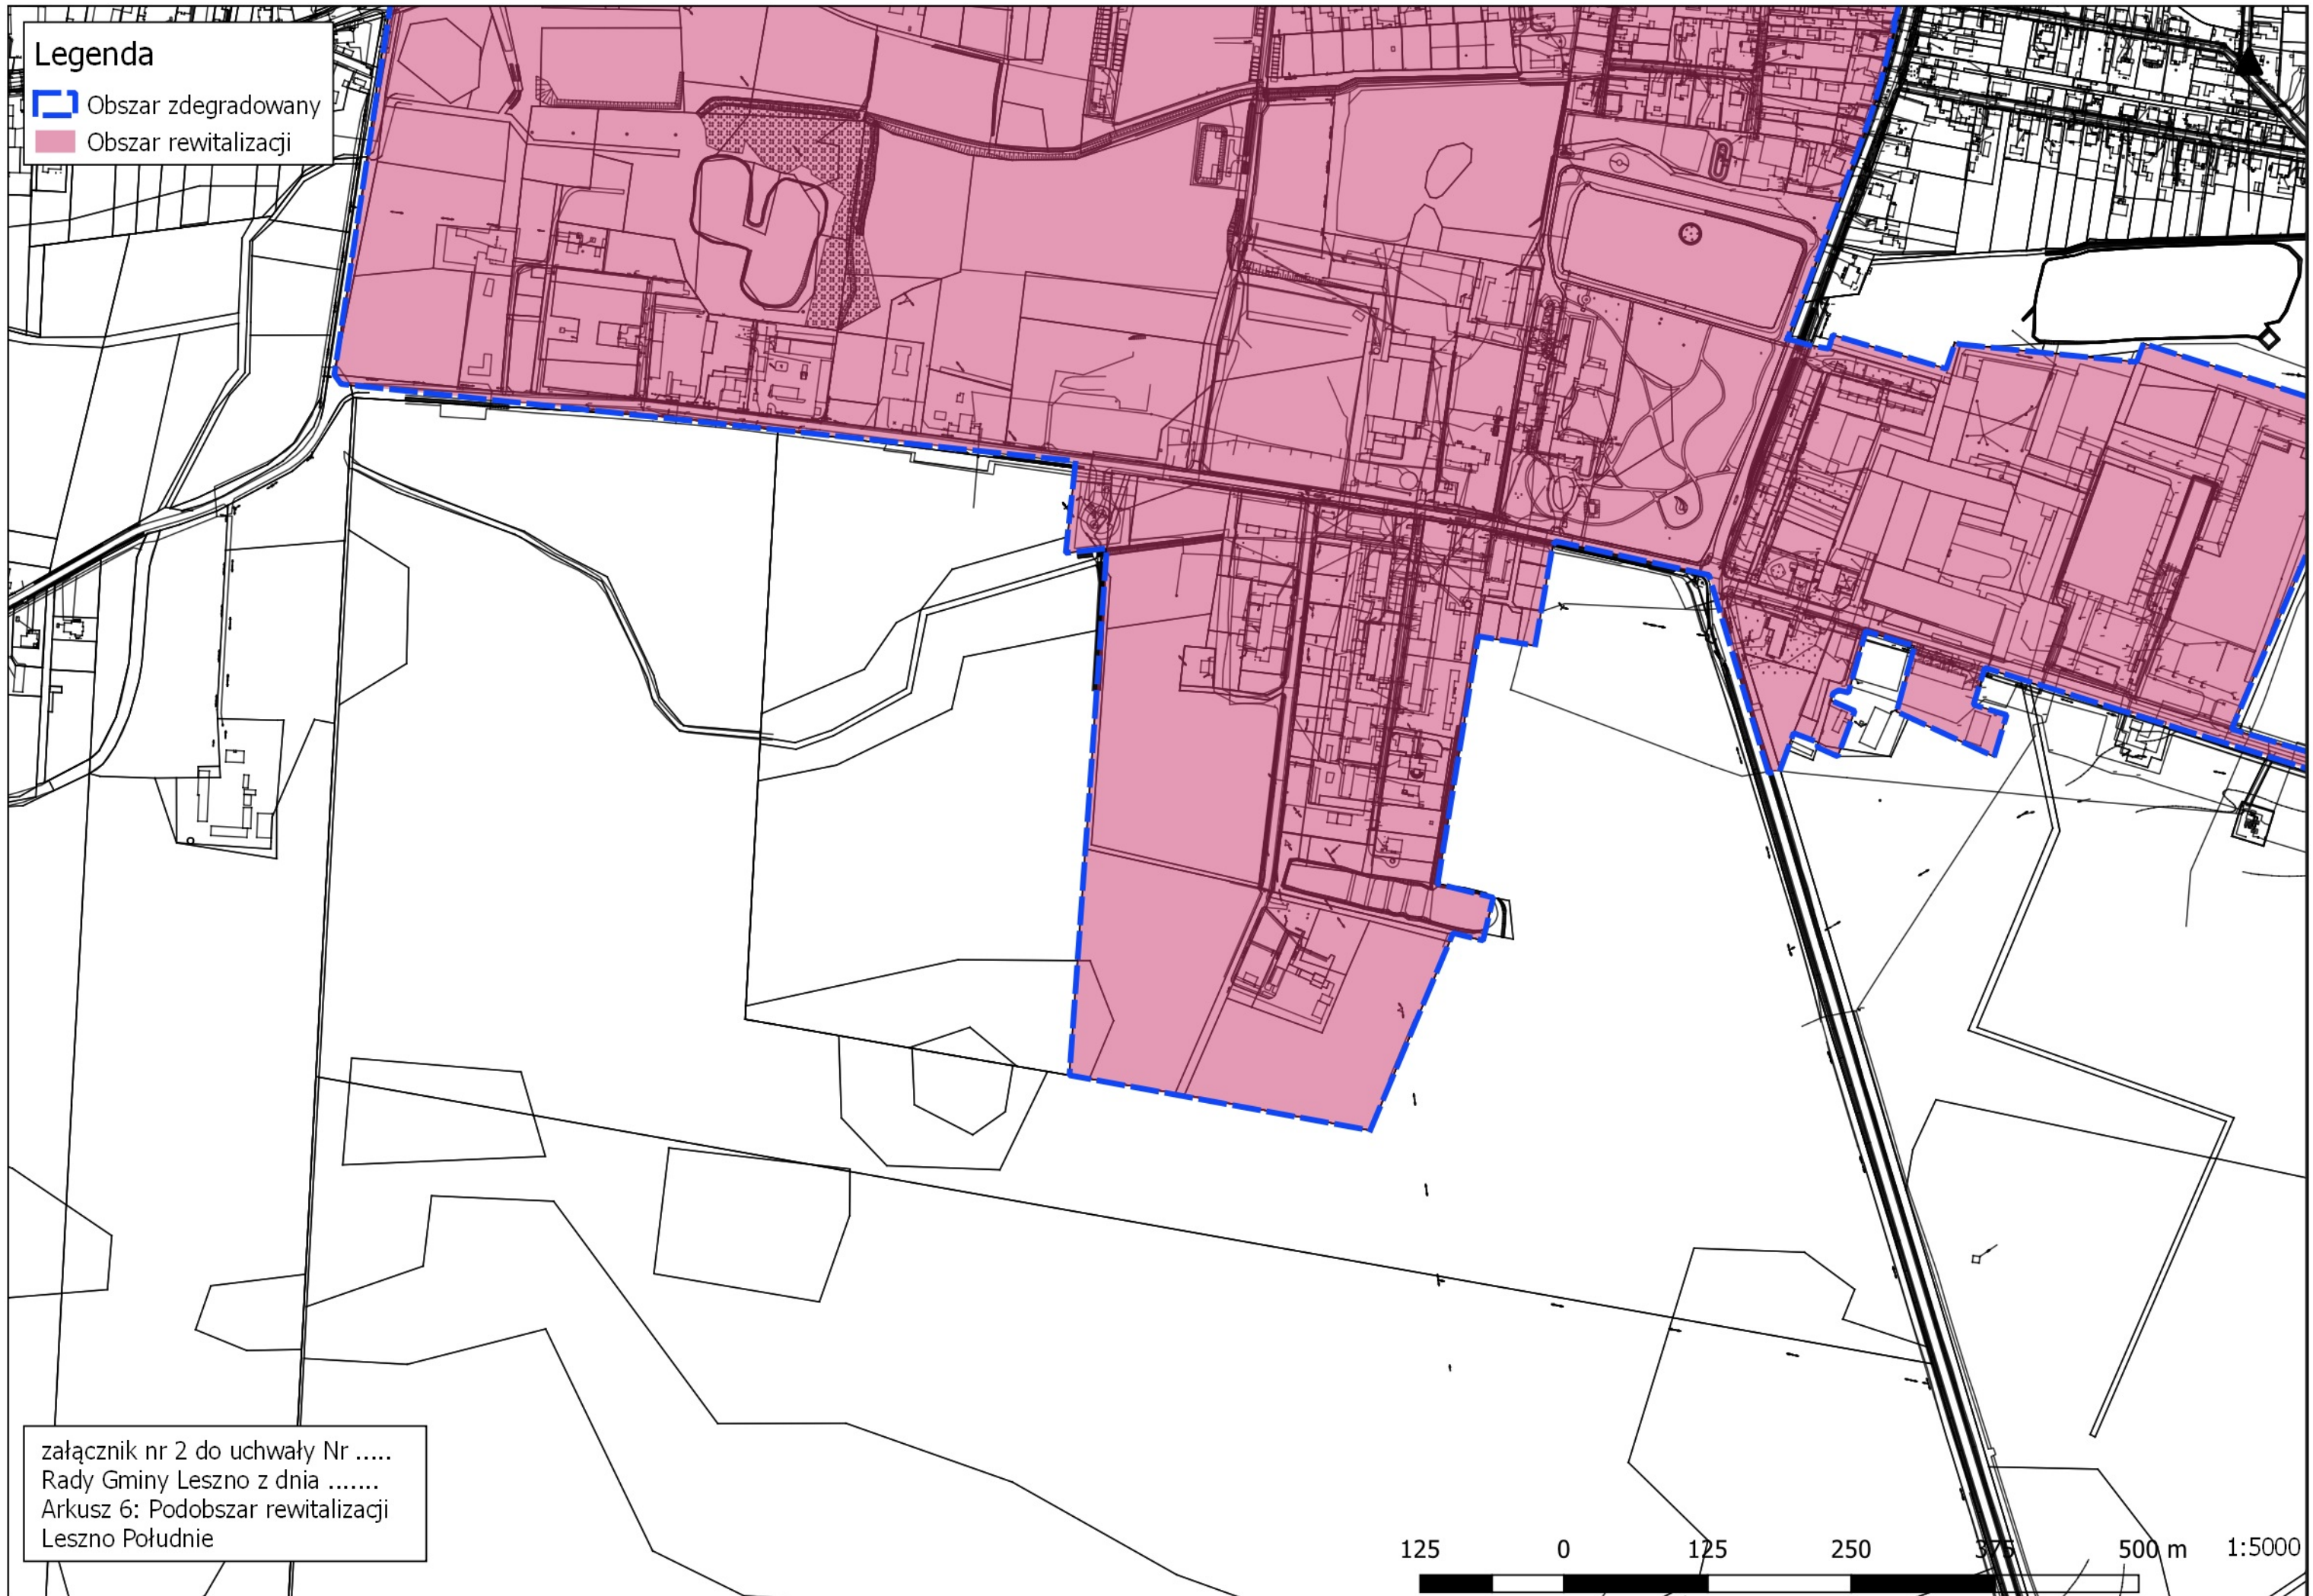 Legenda
Obszar zdegradowany
Obszar rewitalizacji
załącznik nr 2 do uchwały Nr .....
Rady Gminy Leszno z dnia .......
Arkusz 6: Podobszar rewitalizacji
Leszno Południe
125 0 125 250 375 500 m 1:5000